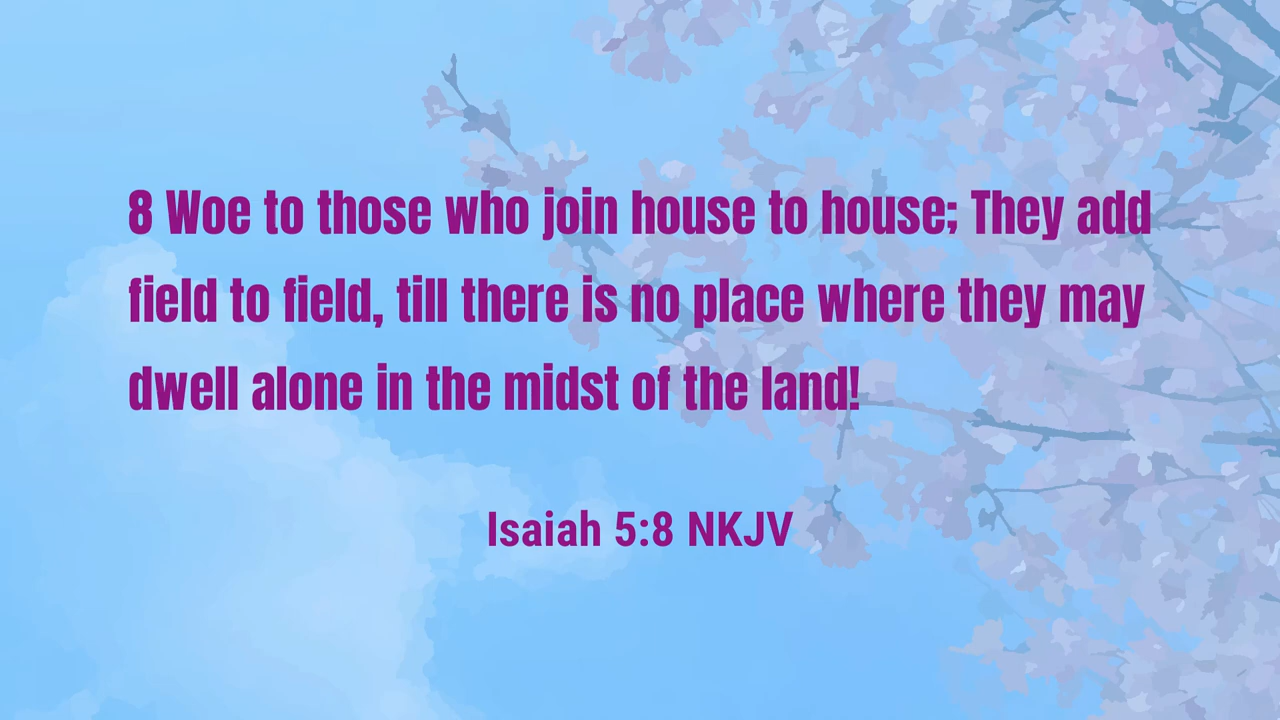 8 Woe to those who join house to house; They add
field to field, till there is no place where they may
dwell alone in the midst of the land!
Isaiah 5:8 NKJV